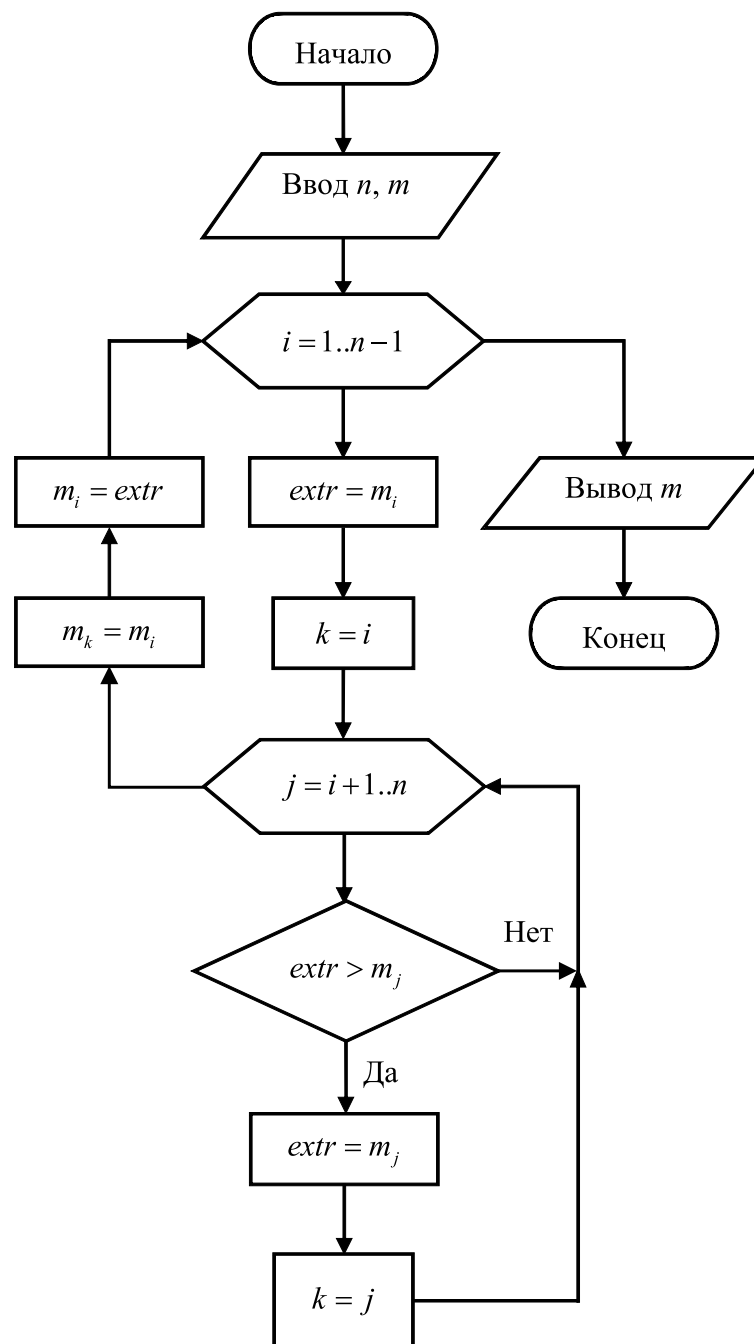 Начало
Ввод n, m
i = 1..n − 1
m_i = extr
extr = m_i
Вывод m
m_k = m_i
k = i
Конец
j = i + 1..n
Нет
extr > m_j
Да
extr = m_j
k = j